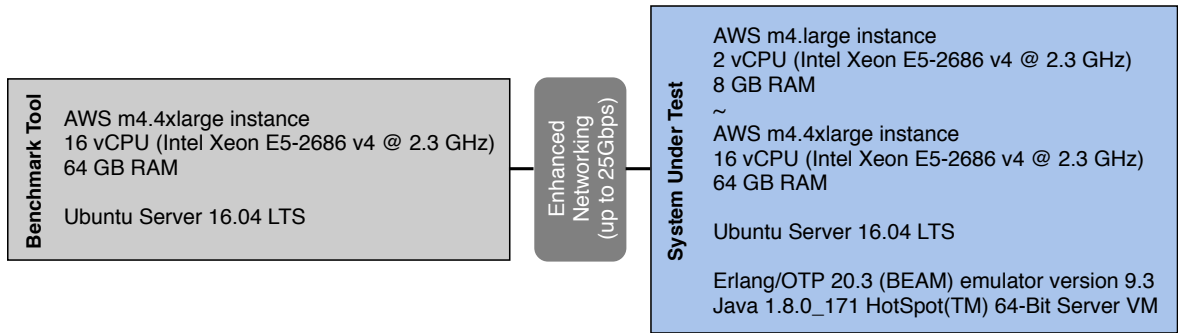 Benchmark Tool
AWS m4.4xlarge instance
16 vCPU (Intel Xeon E5-2686 v4 @ 2.3 GHz)
64 GB RAM
Ubuntu Server 16.04 LTS
Enhanced
Networking
(up to 25Gbps)
System Under Test
AWS m4.large instance
2 vCPU (Intel Xeon E5-2686 v4 @ 2.3 GHz)
8 GB RAM
~
AWS m4.4xlarge instance
16 vCPU (Intel Xeon E5-2686 v4 @ 2.3 GHz)
64 GB RAM
Ubuntu Server 16.04 LTS
Erlang/OTP 20.3 (BEAM) emulator version 9.3
Java 1.8.0_171 HotSpot(TM) 64-Bit Server VM